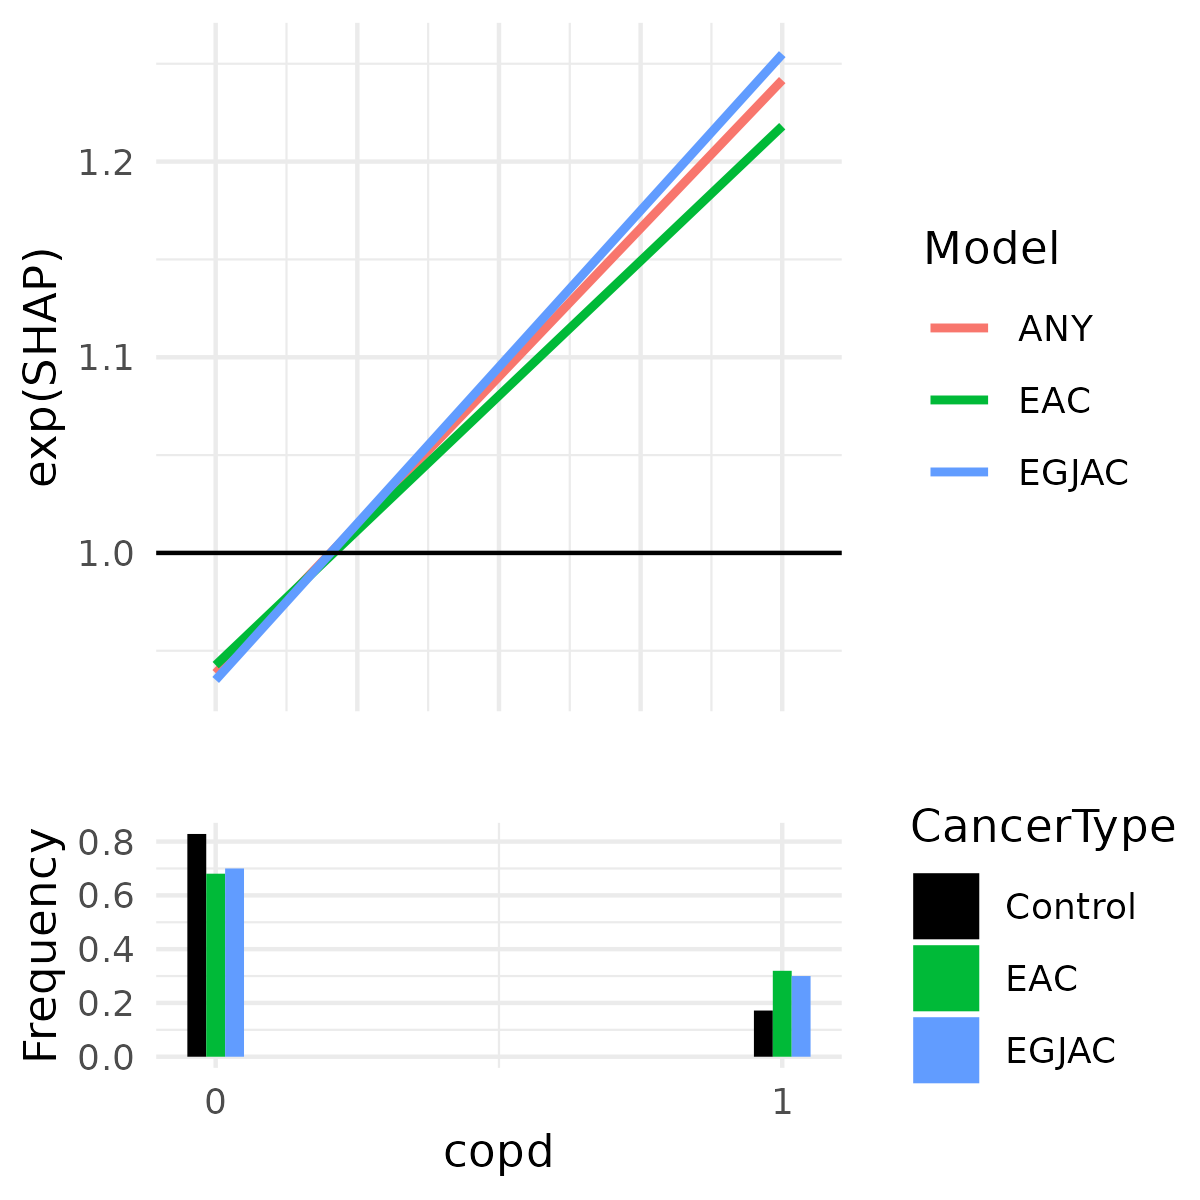 exp(SHAP)
1.2
1.1
1.0
Model
ANY
EAC
EGJAC
Frequency
0.8
0.6
0.4
0.2
0.0
0
1
copd
CancerType
Control
EAC
EGJAC